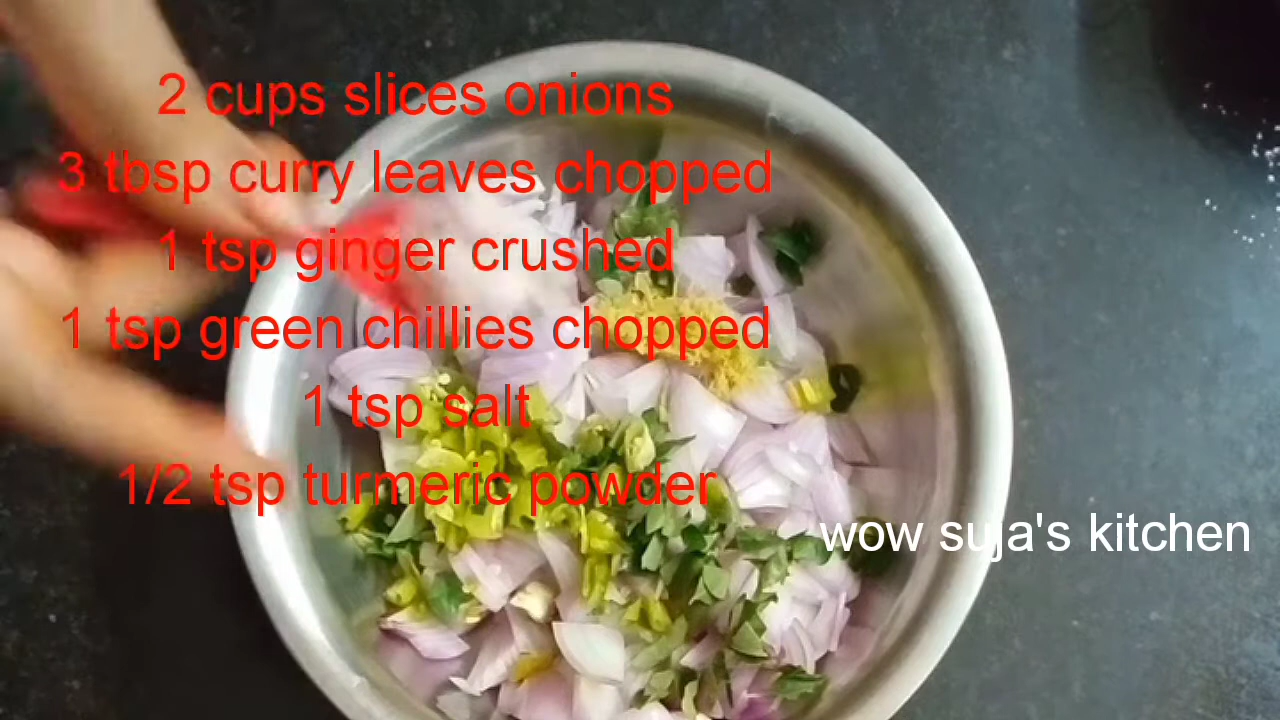 2 cups slices onions
3 tbsp curry leaves chopped
1 tsp ginger crushed
1 tsp green chillies chopped
1 tsp salt
1/2 tsp turmeric powder
wow suja's kitchen